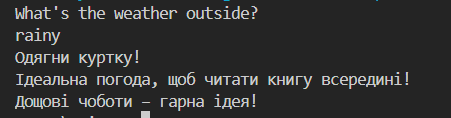 What's the weather outside?
rainy
Одягни куртку!
Ідеальна погода, щоб читати книгу всередині!
Дощові чоботи – гарна ідея!